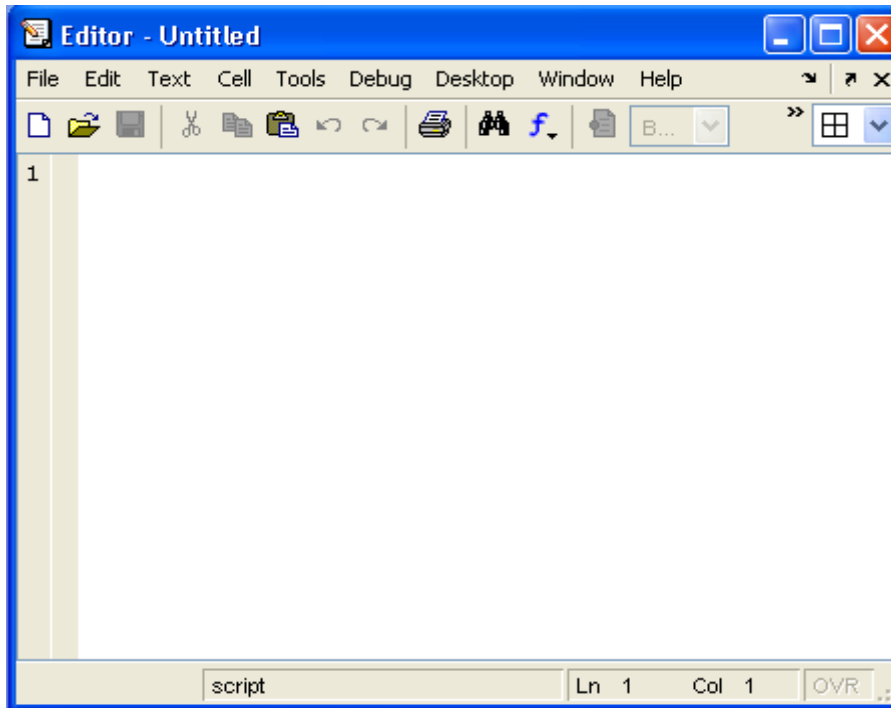 Editor - Untitled
File Edit Text Cell Tools Debug Desktop Window Help
f B...
1
script Ln 1 Col 1 OVR